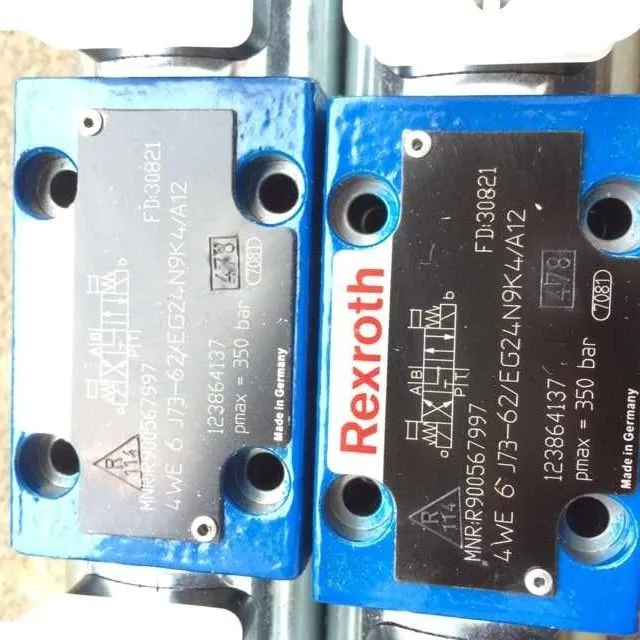 FD:30821
A|B|
a
b
P|T|
R
114
MNR:R900567997
4WE 6 J73-62/EG24N9K4/A12
478
123864137
7081
pmax = 350 bar
Made in Germany
Rexroth
FD:30821
A|B|
a
b
P|T|
R
114
MNR:R900567997
4WE 6 J73-62/EG24N9K4/A12
478
123864137
7081
pmax = 350 bar
Made in Germany